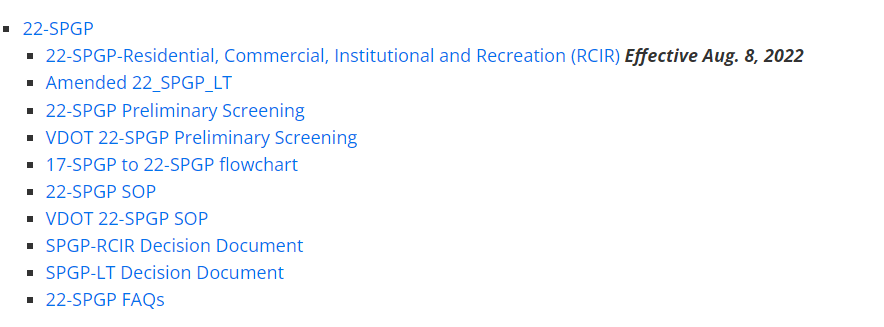 22-SPGP
22-SPGP-Residential, Commercial, Institutional and Recreation (RCIR) Effective Aug. 8, 2022
Amended 22_SPGP_LT
22-SPGP Preliminary Screening
VDOT 22-SPGP Preliminary Screening
17-SPGP to 22-SPGP flowchart
22-SPGP SOP
VDOT 22-SPGP SOP
SPGP-RCIR Decision Document
SPGP-LT Decision Document
22-SPGP FAQs